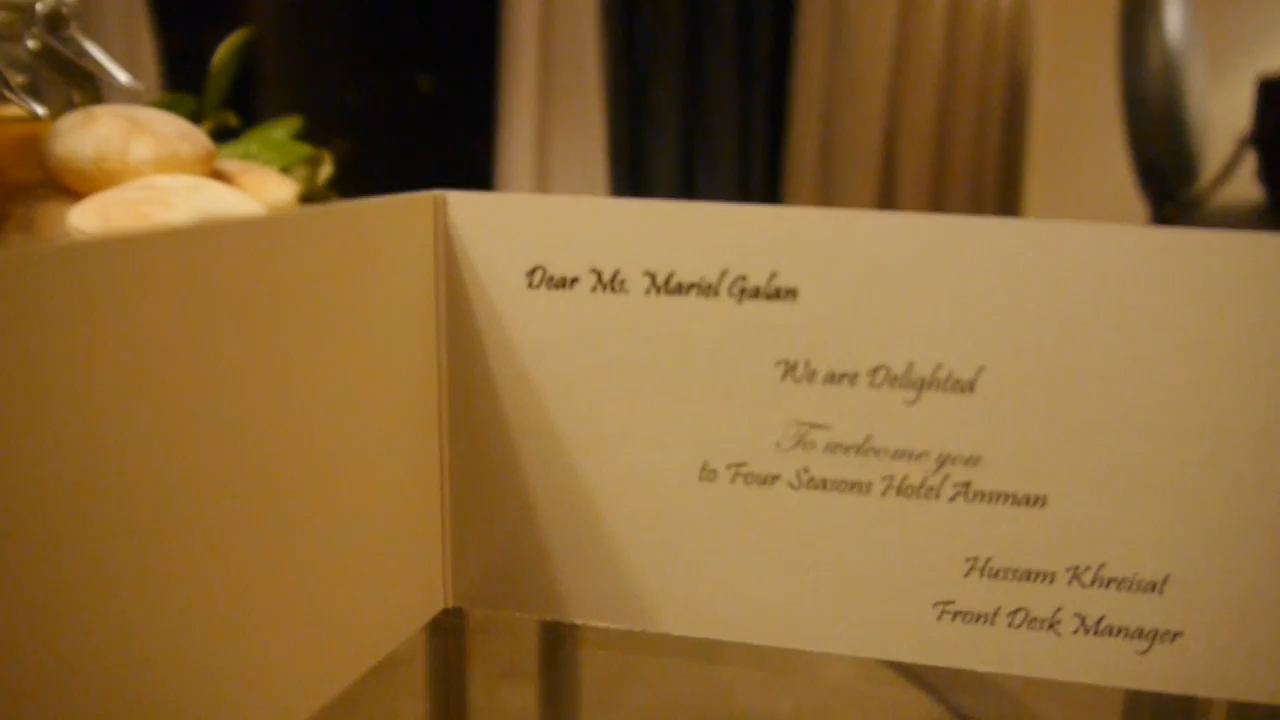 Dear Ms. Mariel Galan
We are Delighted
To welcome you
to Four Seasons Hotel Amman
Hussam Khreisat
Front Desk Manager